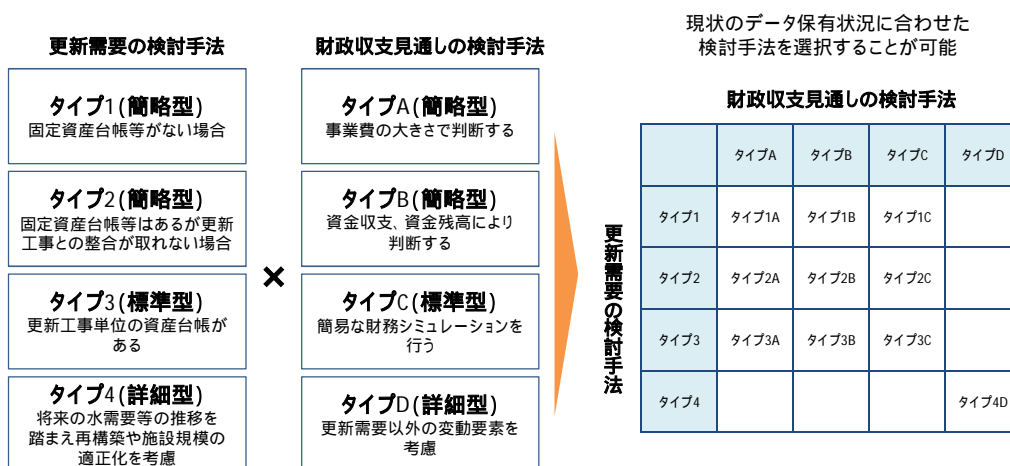 更新需要の検討手法
タイプ1(簡略型)
固定資産台帳等がない場合
タイプ2(簡略型)
固定資産台帳等はあるが更新
工事との整合が取れない場合
タイプ3(標準型)
更新工事単位の資産台帳が
ある
タイプ4(詳細型)
将来の水需要等の推移を
踏まえ再構築や施設規模の
適正化を考慮
×
財政収支見通しの検討手法
タイプA(簡略型)
事業費の大きさで判断する
タイプB(簡略型)
資金収支、資金残高により
判断する
タイプC(標準型)
簡易な財務シミュレーションを
行う
タイプD(詳細型)
更新需要以外の変動要素を
考慮
現状のデータ保有状況に合わせた
検討手法を選択することが可能
財政収支見通しの検討手法
更新需要の検討手法
タイプA タイプB タイプC タイプD
タイプ1 タイプ1A タイプ1B タイプ1C
タイプ2 タイプ2A タイプ2B タイプ2C
タイプ3 タイプ3A タイプ3B タイプ3C
タイプ4 タイプ4D